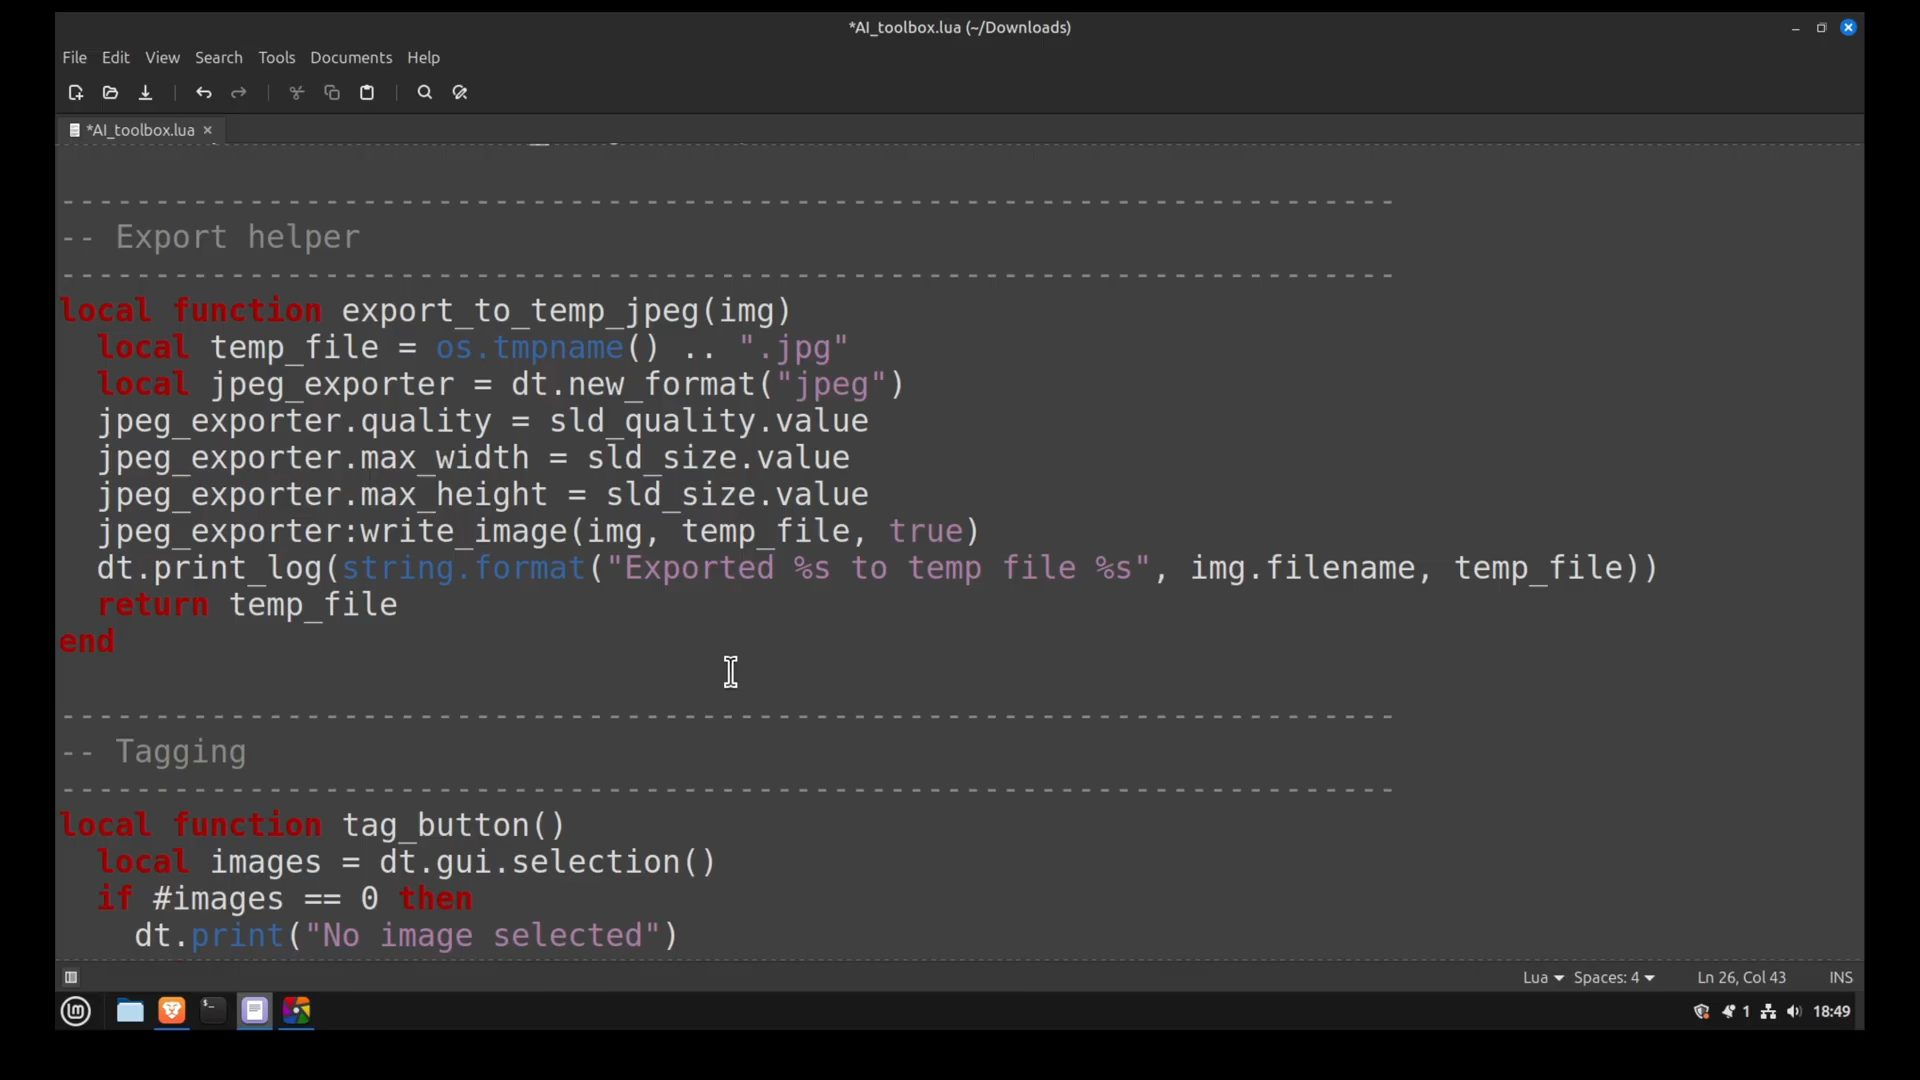 *AI_toolbox.lua (~/Downloads)
File Edit View Search Tools Documents Help
*AI_toolbox.lua
-----------------------------------------------------------------------
-- Export helper
-----------------------------------------------------------------------
local function export_to_temp_jpeg(img)
  local temp_file = os.tmpname() .. ".jpg"
  local jpeg_exporter = dt.new_format("jpeg")
  jpeg_exporter.quality = sld_quality.value
  jpeg_exporter.max_width = sld_size.value
  jpeg_exporter.max_height = sld_size.value
  jpeg_exporter:write_image(img, temp_file, true)
  dt.print_log(string.format("Exported %s to temp file %s", img.filename, temp_file))
  return temp_file
end
-----------------------------------------------------------------------
-- Tagging
-----------------------------------------------------------------------
local function tag_button()
  local images = dt.gui.selection()
  if #images == 0 then
    dt.print("No image selected")
Lua Spaces: 4 Ln 26, Col 43 INS
1 18:49